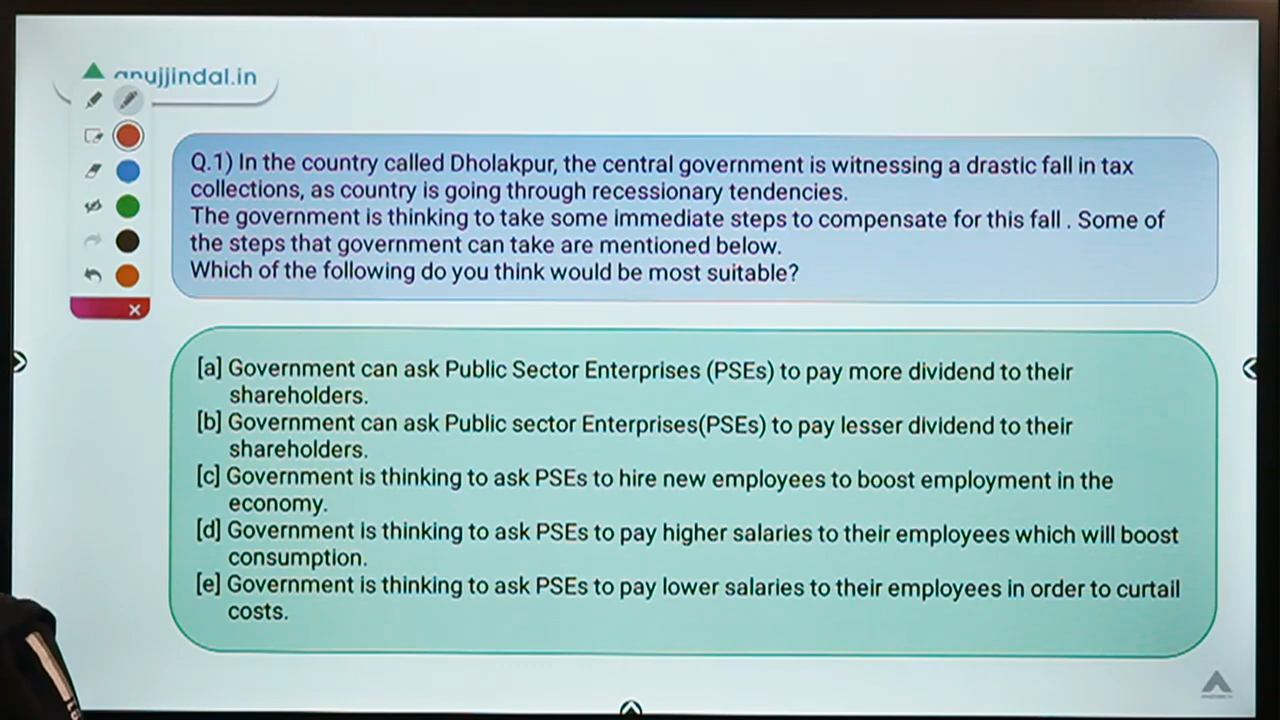 anujjindal.in
Q.1) In the country called Dholakpur, the central government is witnessing a drastic fall in tax
collections, as country is going through recessionary tendencies.
The government is thinking to take some immediate steps to compensate for this fall . Some of
the steps that government can take are mentioned below.
Which of the following do you think would be most suitable?
[a] Government can ask Public Sector Enterprises (PSEs) to pay more dividend to their
shareholders.
[b] Government can ask Public sector Enterprises(PSEs) to pay lesser dividend to their
shareholders.
[c] Government is thinking to ask PSEs to hire new employees to boost employment in the
economy.
[d] Government is thinking to ask PSEs to pay higher salaries to their employees which will boost
consumption.
[e] Government is thinking to ask PSEs to pay lower salaries to their employees in order to curtail
costs.